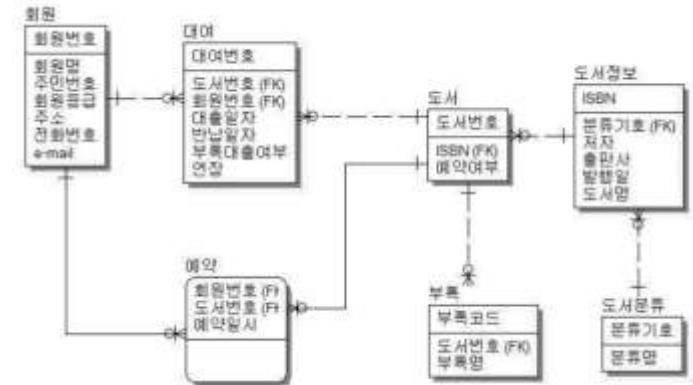 회원
회원번호
회원명
주민번호
회원등급
주소
전화번호
e-mail
대여
대여번호
도서번호 (FK)
회원번호 (FK)
대출일자
반납일자
부록대출여부
연장
도서
도서번호
ISBN (FK)
예약여부
도서정보
ISBN
분류기호 (FK)
저자
출판사
발행일
도서명
예약
회원번호 (FK
도서번호 (FK
예약일시
부록
부록코드
도서번호 (FK)
부록명
도서분류
분류기호
분류명